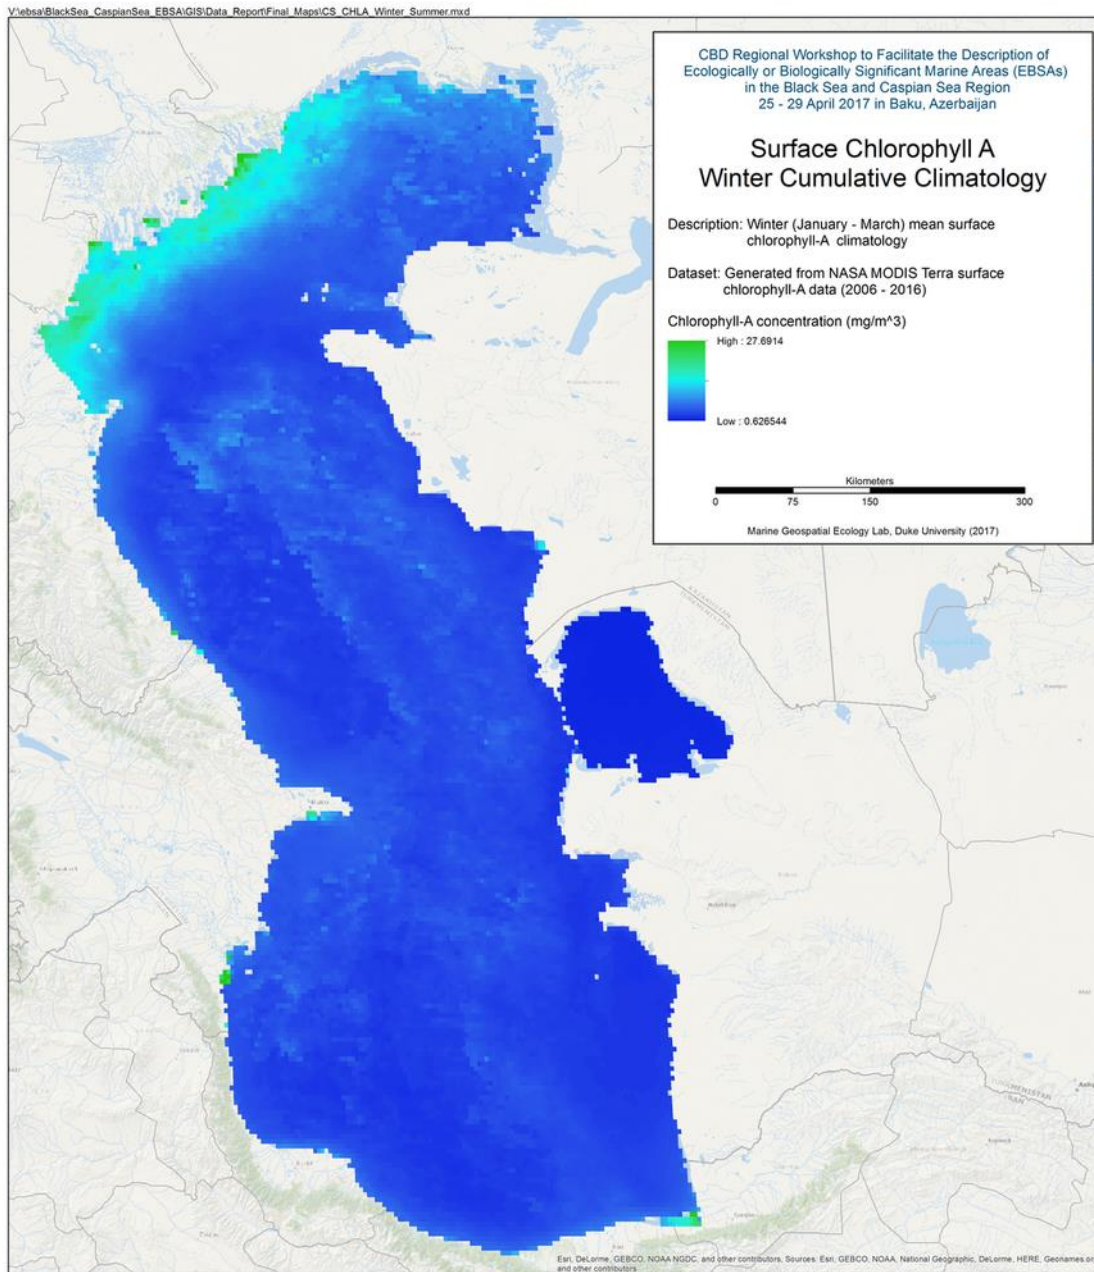 V:\ebsa\BlackSea_CaspianSea_EBSA\GIS\Data_Report\Final_Maps\CS_CHLA_Winter_Summer.mxd
CBD Regional Workshop to Facilitate the Description of
Ecologically or Biologically Significant Marine Areas (EBSAs)
in the Black Sea and Caspian Sea Region
25 - 29 April 2017 in Baku, Azerbaijan
Surface Chlorophyll A
Winter Cumulative Climatology
Description: Winter (January - March) mean surface
chlorophyll-A climatology
Dataset: Generated from NASA MODIS Terra surface
chlorophyll-A data (2006 - 2016)
Chlorophyll-A concentration (mg/m^3)
High : 27.6914
Low : 0.626544
Kilometers
0 75 150 300
Marine Geospatial Ecology Lab, Duke University (2017)
KAZAKHSTAN
TURKMENISTAN
TURKMENISTAN
IRAN
Esri, DeLorme, GEBCO, NOAA NGDC, and other contributors, Sources: Esri, GEBCO, NOAA, National Geographic, DeLorme, HERE, Geonames.or
and other contributors